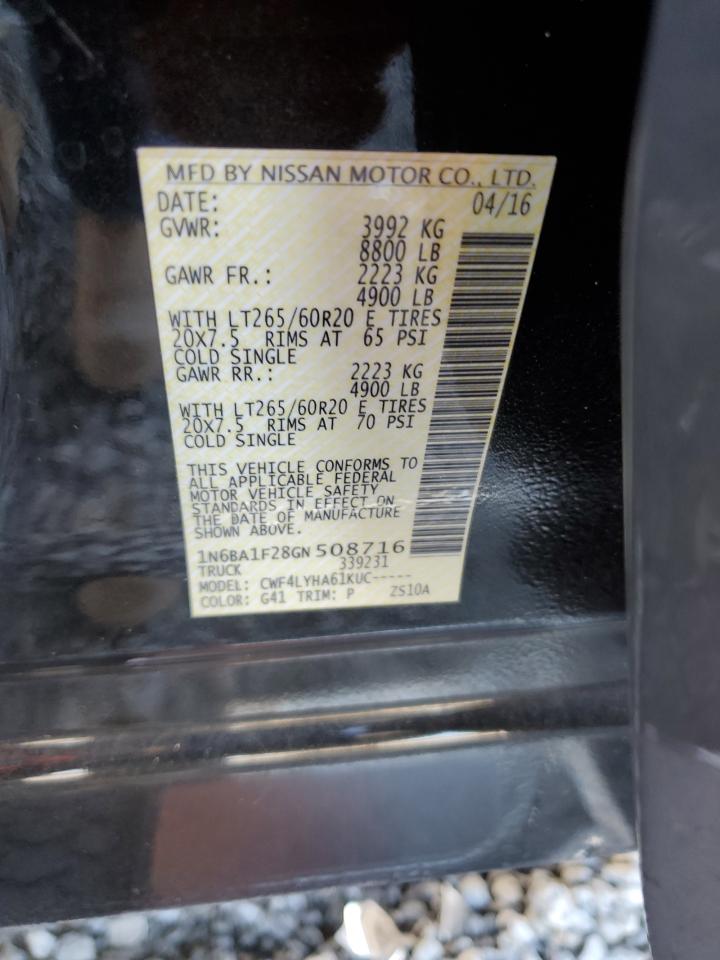 MFD BY NISSAN MOTOR CO., LTD.
DATE: 04/16
GVWR: 3992 KG
8800 LB
GAWR FR.: 2223 KG
4900 LB
WITH LT265/60R20 E TIRES
20X7.5 RIMS AT 65 PSI
COLD SINGLE
GAWR RR.: 2223 KG
4900 LB
WITH LT265/60R20 E TIRES
20X7.5 RIMS AT 70 PSI
COLD SINGLE
THIS VEHICLE CONFORMS TO
ALL APPLICABLE FEDERAL
MOTOR VEHICLE SAFETY
STANDARDS IN EFFECT ON
THE DATE OF MANUFACTURE
SHOWN ABOVE.
1N6BA1F28GN508716
TRUCK 339231
MODEL: CWF4LYHA61KUC-----
COLOR: G41 TRIM: P ZS10A